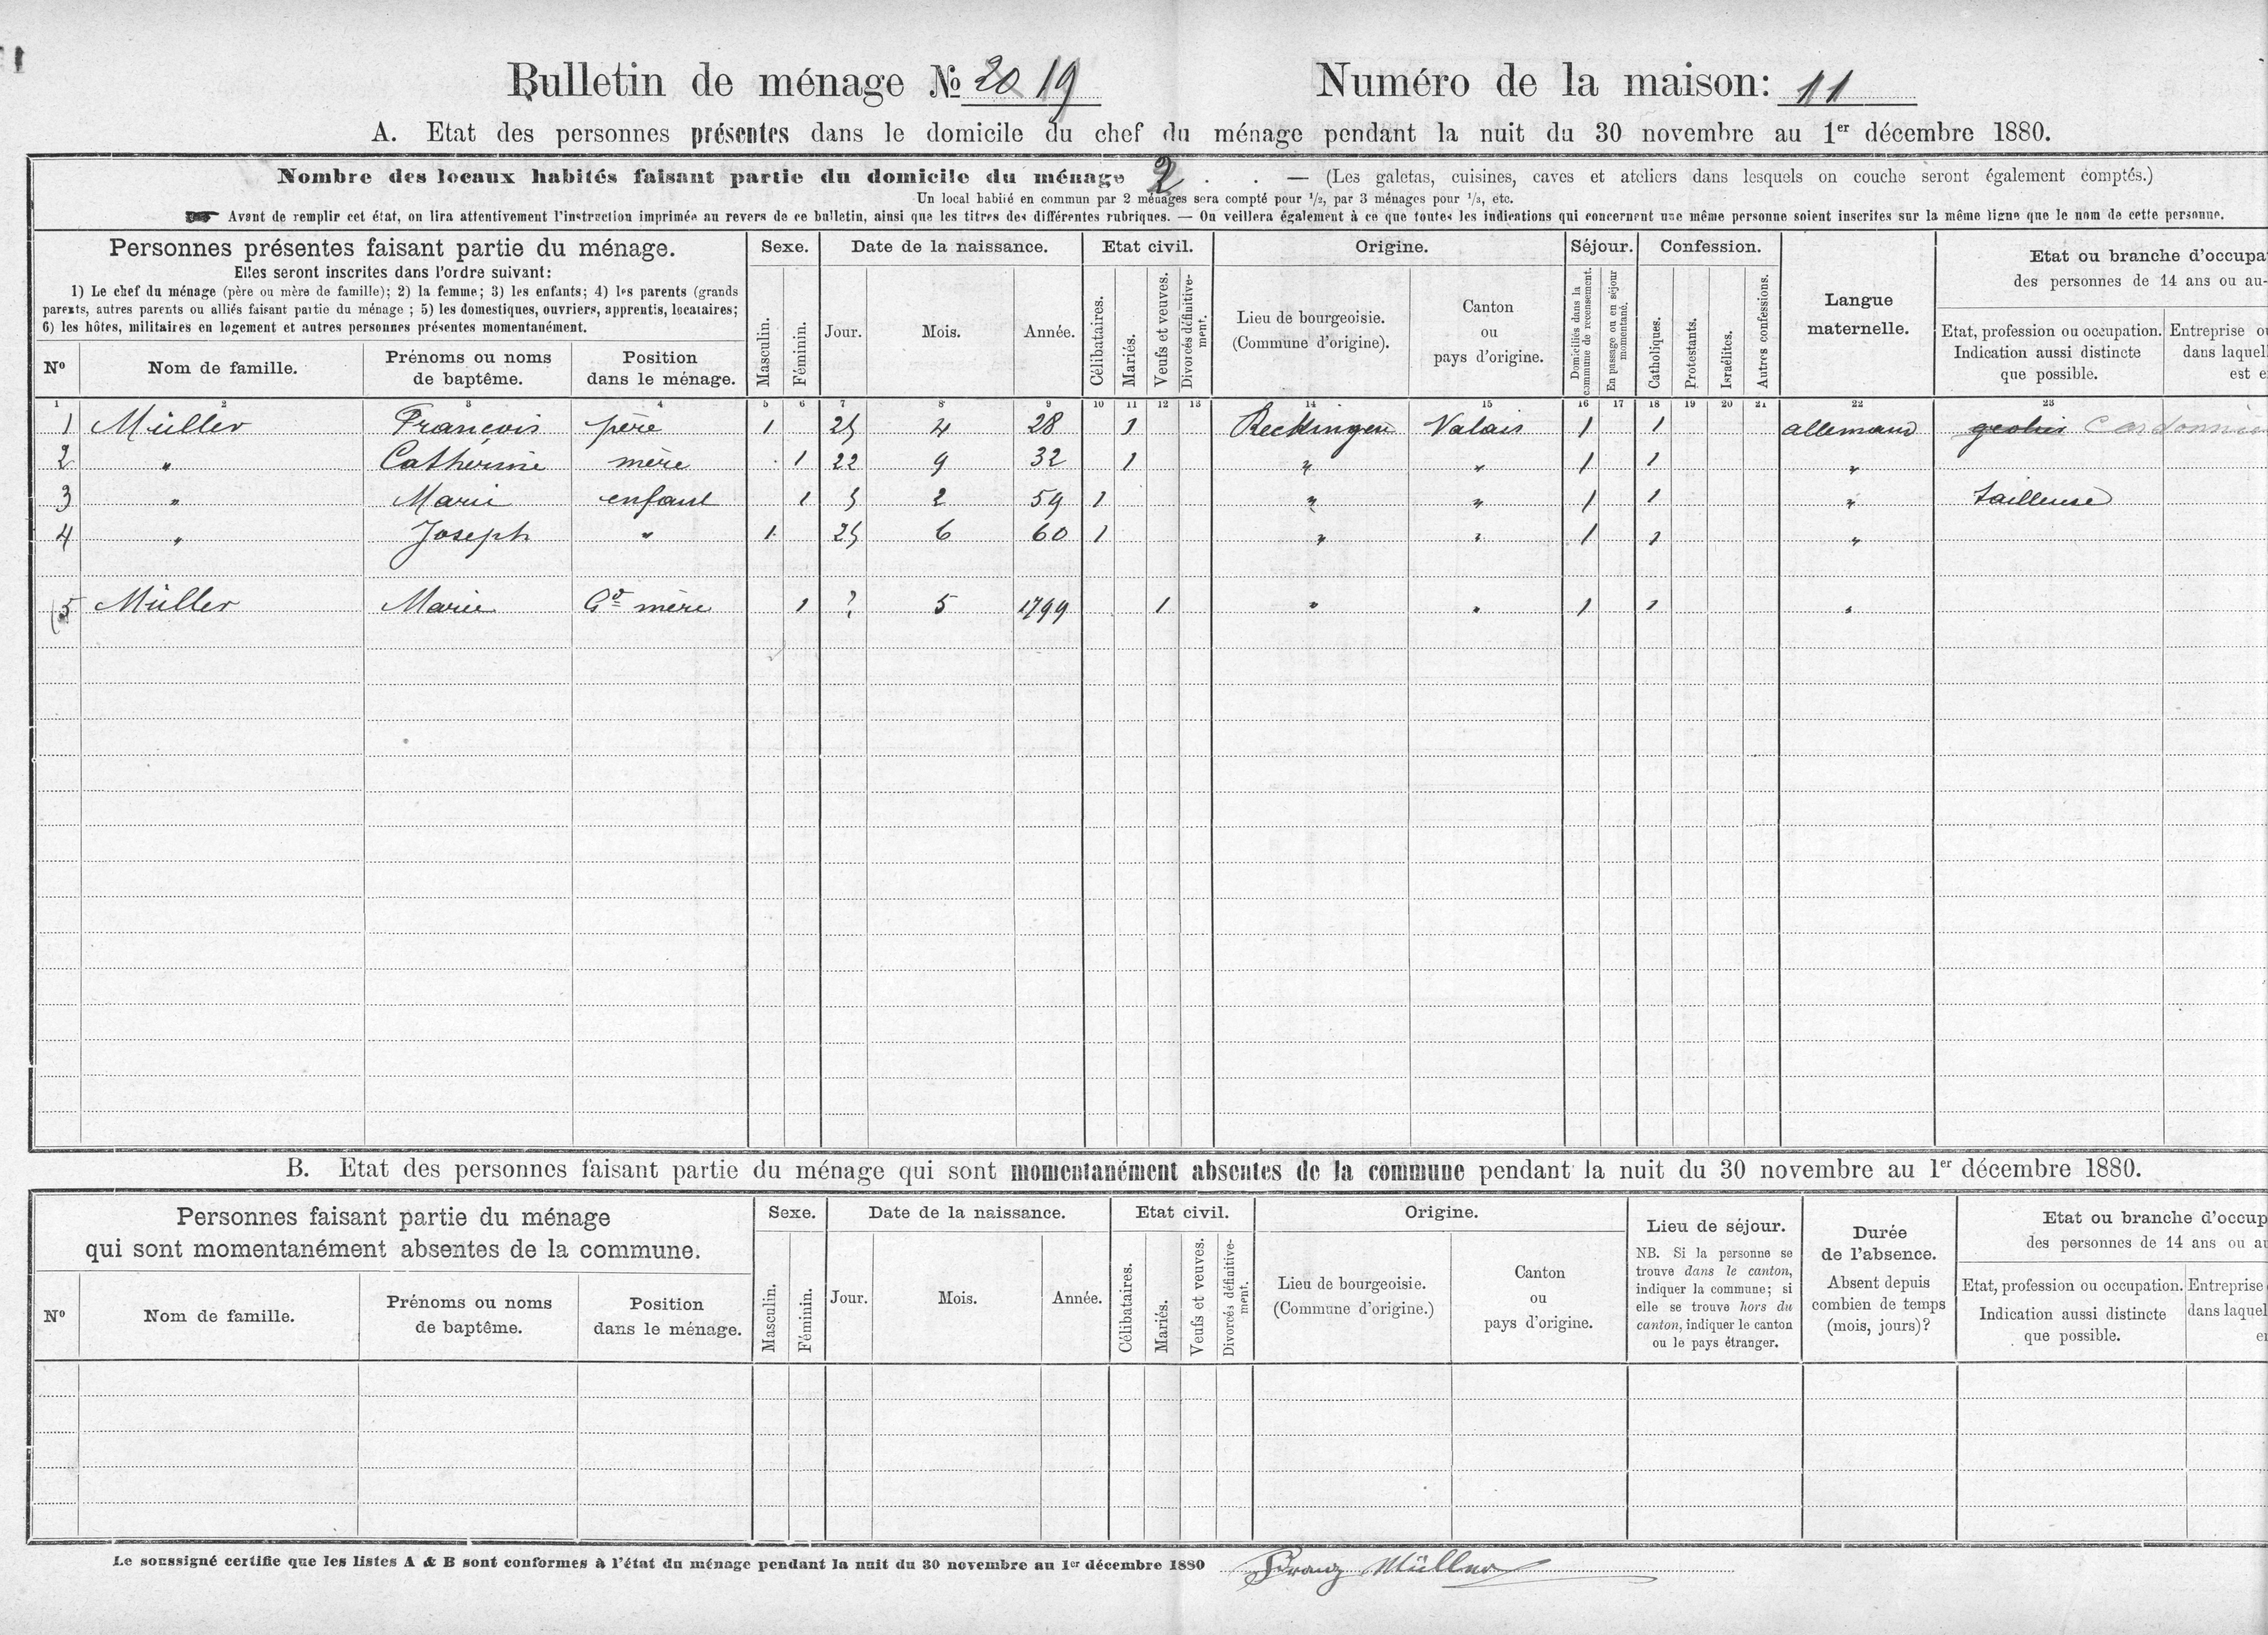 Bulletin de ménage No 20 19
Numéro de la maison: 11
A. Etat des personnes présentes dans le domicile du chef du ménage pendant la nuit du 30 novembre au 1er décembre 1880.
Nombre des locaux habités faisant partie du domicile du ménage 2 . . — (Les galetas, cuisines, caves et ateliers dans lesquels on couche seront également comptés.)
Un local habité en commun par 2 ménages sera compté pour 1/2, par 3 ménages pour 1/3, etc.
Avant de remplir cet état, on lira attentivement l'instruction imprimée au revers de ce bulletin, ainsi que les titres des différentes rubriques. — On veillera également à ce que toutes les indications qui concernent une même personne soient inscrites sur la même ligne que le nom de cette personne.
Personnes présentes faisant partie du ménage.
Elles seront inscrites dans l'ordre suivant:
1) Le chef du ménage (père ou mère de famille); 2) la femme; 3) les enfants; 4) les parents (grands
parents, autres parents ou alliés faisant partie du ménage ; 5) les domestiques, ouvriers, apprentis, locataires;
6) les hôtes, militaires en logement et autres personnes présentes momentanément.
No
Nom de famille.
Prénoms ou noms
de baptême.
Position
dans le ménage.
Sexe.
Masculin.
Féminin.
Date de la naissance.
Jour.
Mois.
Année.
Etat civil.
Célibataires.
Mariés.
Veufs et veuves.
Divorcés définitive-
ment.
Origine.
Lieu de bourgeoisie.
(Commune d'origine).
Canton
ou
pays d'origine.
Séjour.
Domiciliés dans la
commune de recensement.
En passage ou en séjour
momentané.
Confession.
Catholiques.
Protestants.
Israélites.
Autres confessions.
Langue
maternelle.
Etat ou branche d'occupa
des personnes de 14 ans ou au-
Etat, profession ou occupation.
Indication aussi distincte
que possible.
Entreprise o
dans laquel
est e
1 2 3 4 5 6 7 8 9 10 11 12 13 14 15 16 17 18 19 20 21 22 23
1 Müller François père 1 25 4 28 1 Reckingen Valais 1 1 allemand geolier Cordonnie
2 " Catherine mère 1 22 9 32 1 " " 1 1 "
3 " Marie enfant 1 5 2 59 1 " " 1 1 " tailleuse
4 " Joseph " 1 25 6 60 1 " " 1 1 "
5 Müller Marie Gd mère 1 ? 5 1799 1 " " 1 1 "
B. Etat des personnes faisant partie du ménage qui sont momentanément absentes de la commune pendant la nuit du 30 novembre au 1er décembre 1880.
Personnes faisant partie du ménage
qui sont momentanément absentes de la commune.
No
Nom de famille.
Prénoms ou noms
de baptême.
Position
dans le ménage.
Sexe.
Masculin.
Féminin.
Date de la naissance.
Jour.
Mois.
Année.
Etat civil.
Célibataires.
Mariés.
Veufs et veuves.
Divorcés définitive-
ment.
Origine.
Lieu de bourgeoisie.
(Commune d'origine.)
Canton
ou
pays d'origine.
Lieu de séjour.
NB. Si la personne se
trouve dans le canton,
indiquer la commune; si
elle se trouve hors du
canton, indiquer le canton
ou le pays étranger.
Durée
de l'absence.
Absent depuis
combien de temps
(mois, jours)?
Etat ou branche d'occup
des personnes de 14 ans ou au
Etat, profession ou occupation.
Indication aussi distincte
que possible.
Entreprise
dans laquel
e
Le soussigné certifie que les listes A & B sont conformes à l'état du ménage pendant la nuit du 30 novembre au 1er décembre 1880 Franz Müller